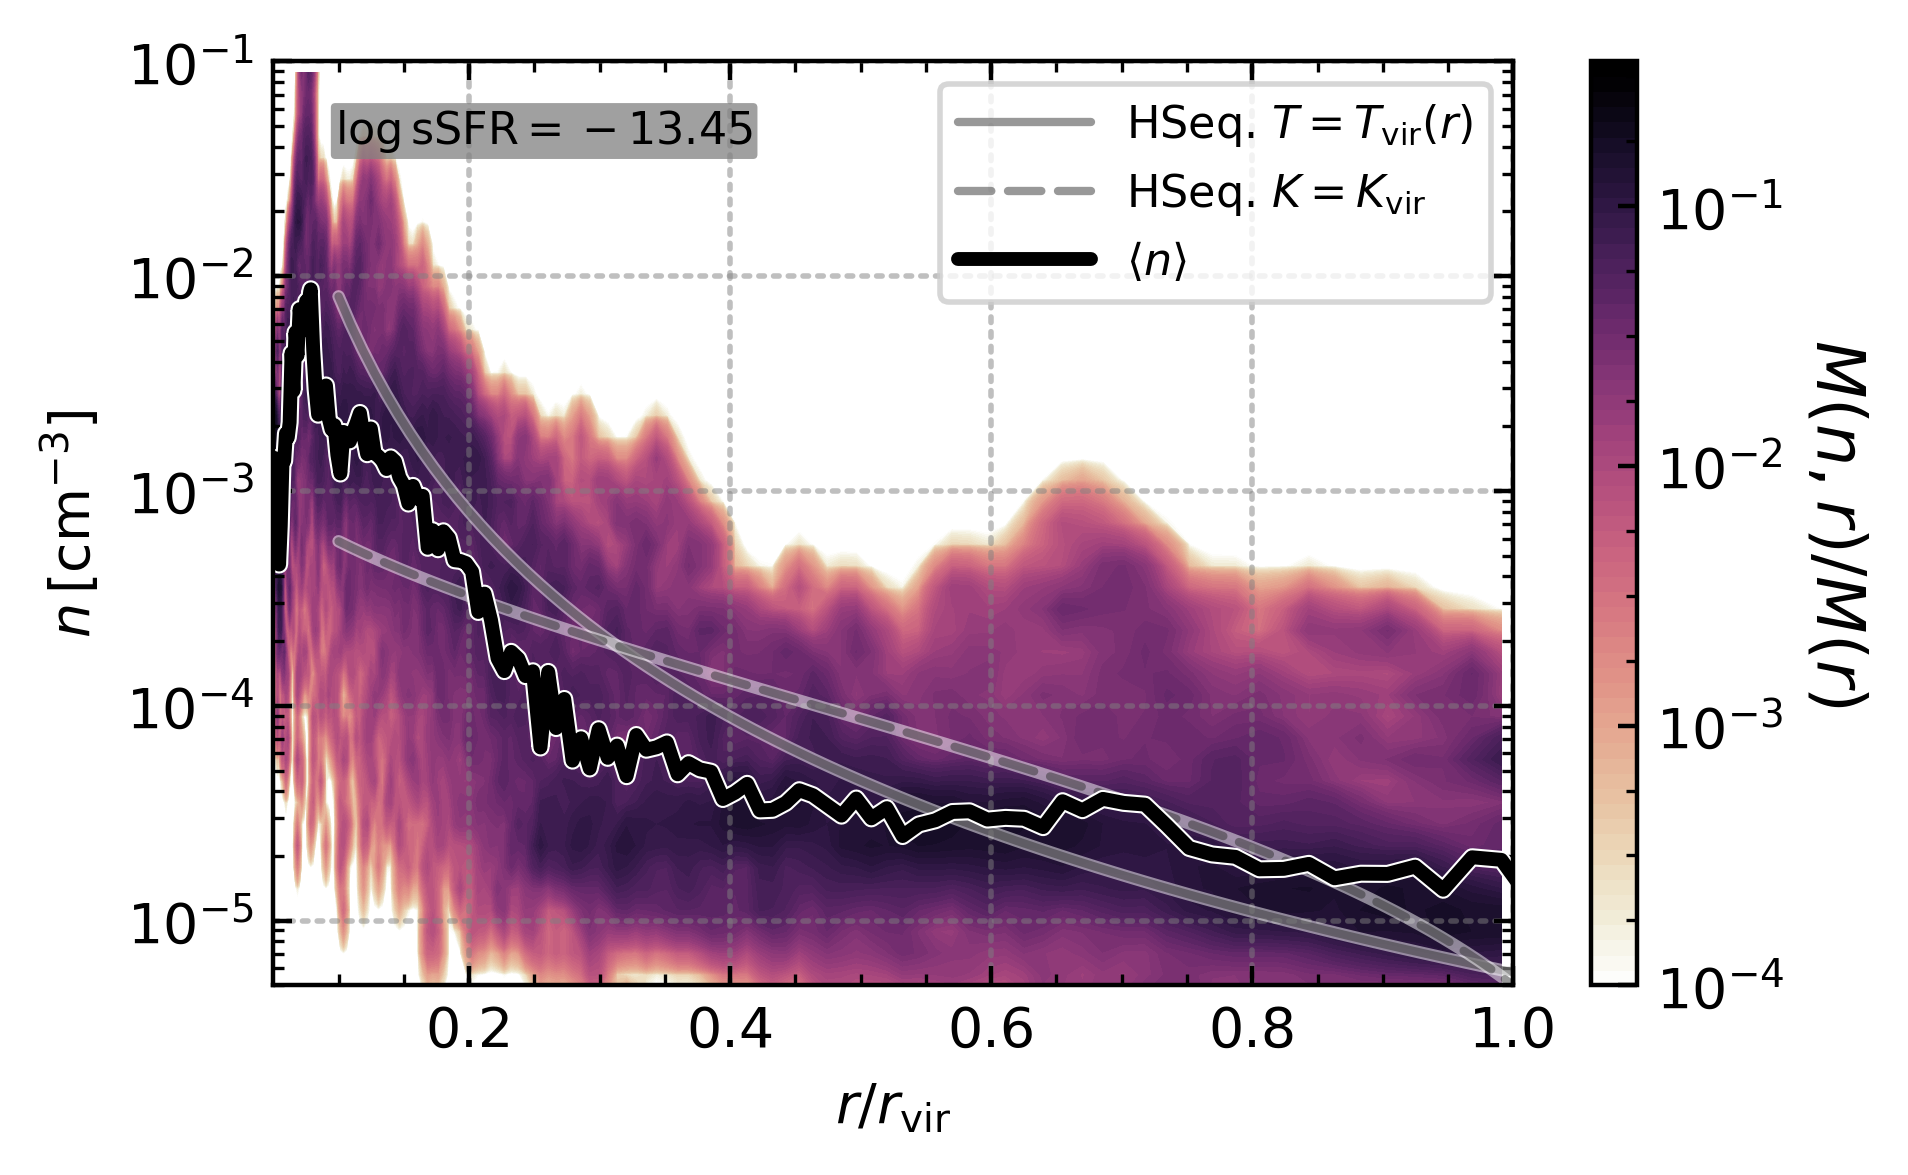 log sSFR = −13.45
HSeq. T = T_vir(r)
HSeq. K = K_vir
⟨n⟩
10⁻¹
10⁻²
10⁻³
10⁻⁴
10⁻⁵
n [cm⁻³]
0.2 0.4 0.6 0.8 1.0
r/r_vir
10⁻¹
10⁻²
10⁻³
10⁻⁴
M(n, r)/M(r)